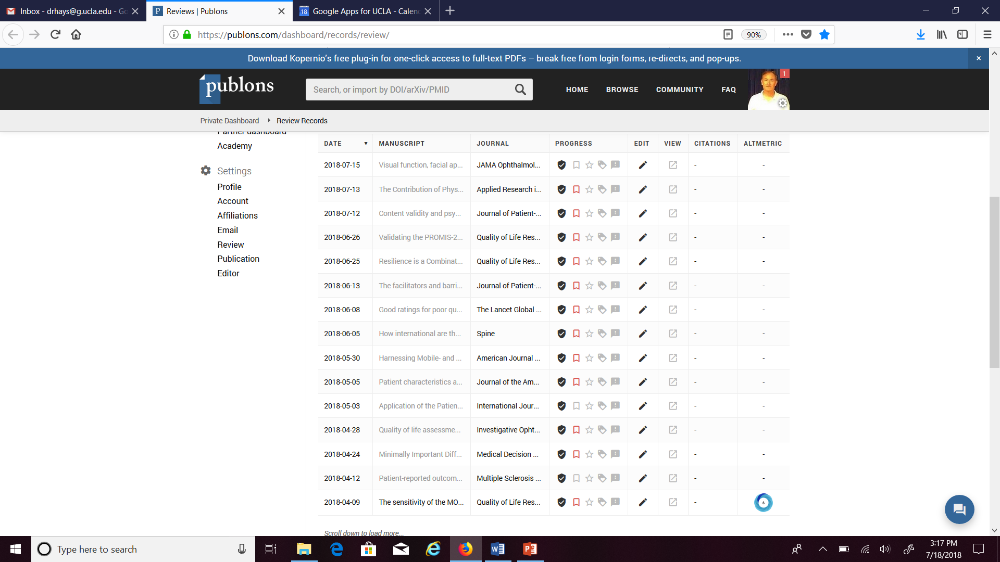 Inbox - drhays@g.ucla.edu - Go
Reviews | Publons
Google Apps for UCLA - Calend
https://publons.com/dashboard/records/review/
90%
Download Kopernio's free plug-in for one-click access to full-text PDFs – break free from login forms, re-directs, and pop-ups.
publons
Search, or import by DOI/arXiv/PMID
HOME BROWSE COMMUNITY FAQ
1
Private Dashboard Review Records
Partner dashboard
Academy
Settings
Profile
Account
Affiliations
Email
Review
Publication
Editor
DATE MANUSCRIPT JOURNAL PROGRESS EDIT VIEW CITATIONS ALTMETRIC
2018-07-15 Visual function, facial ap... JAMA Ophthalmol... - -
2018-07-13 The Contribution of Phys... Applied Research i... - -
2018-07-12 Content validity and psy... Journal of Patient-... - -
2018-06-26 Validating the PROMIS-2... Quality of Life Res... - -
2018-06-25 Resilience is a Combinat... Quality of Life Res... - -
2018-06-13 The facilitators and barri... Journal of Patient-... - -
2018-06-08 Good ratings for poor qu... The Lancet Global ... - -
2018-06-05 How international are th... Spine - -
2018-05-30 Harnessing Mobile- and ... American Journal ... - -
2018-05-05 Patient characteristics a... Journal of the Am... - -
2018-05-03 Application of the Patien... International Jour... - -
2018-04-28 Quality of life assessme... Investigative Opht... - -
2018-04-24 Minimally Important Diff... Medical Decision ... - -
2018-04-12 Patient-reported outcom... Multiple Sclerosis ... - -
2018-04-09 The sensitivity of the MO... Quality of Life Res... - 6
Scroll down to load more...
Type here to search
3:17 PM
7/18/2018